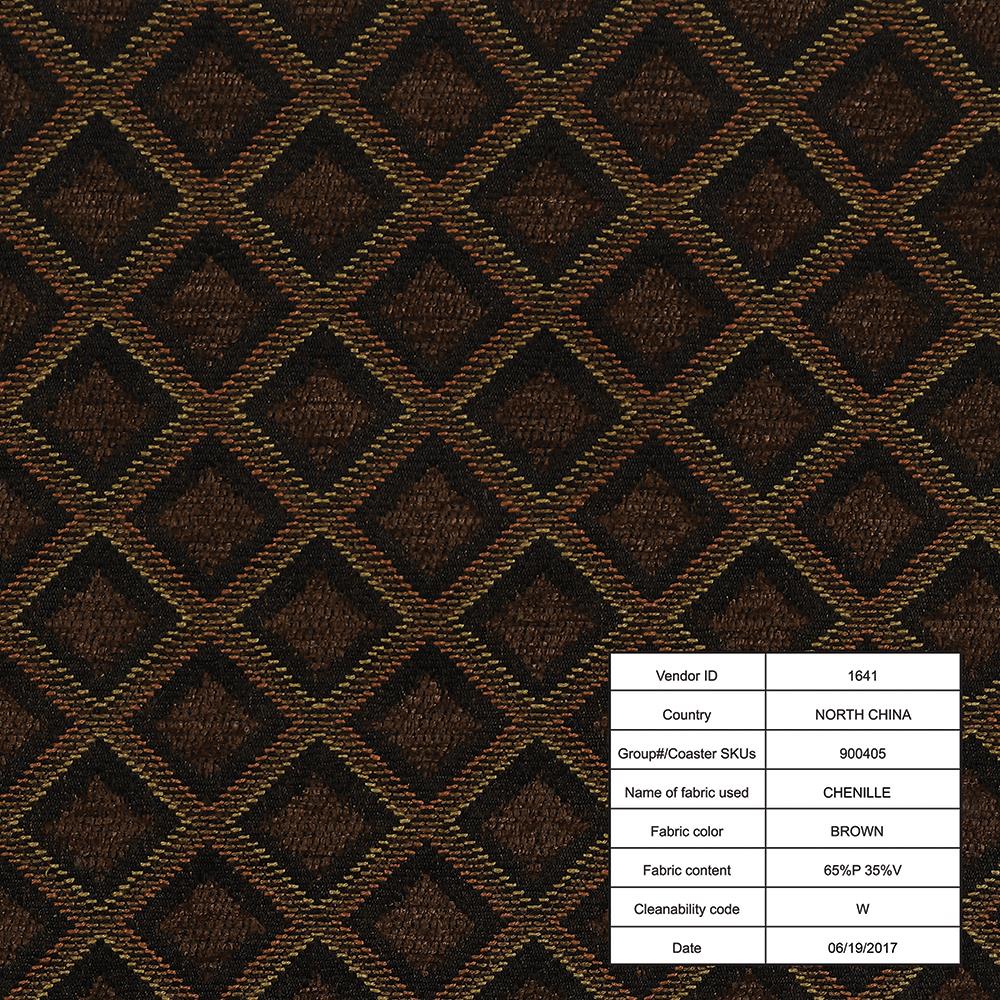 Vendor ID 1641
Country NORTH CHINA
Group#/Coaster SKUs 900405
Name of fabric used CHENILLE
Fabric color BROWN
Fabric content 65%P 35%V
Cleanability code W
Date 06/19/2017